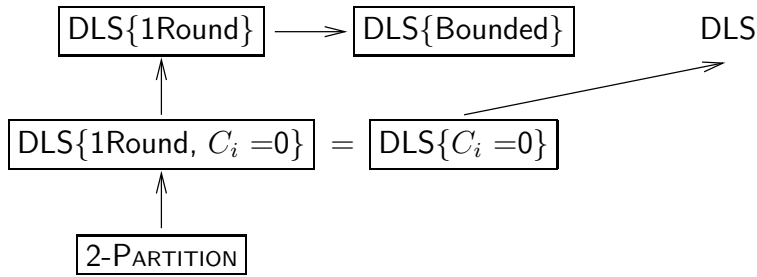 DLS{1Round} DLS{Bounded} DLS
DLS{1Round, C_i =0} = DLS{C_i =0}
2-PARTITION